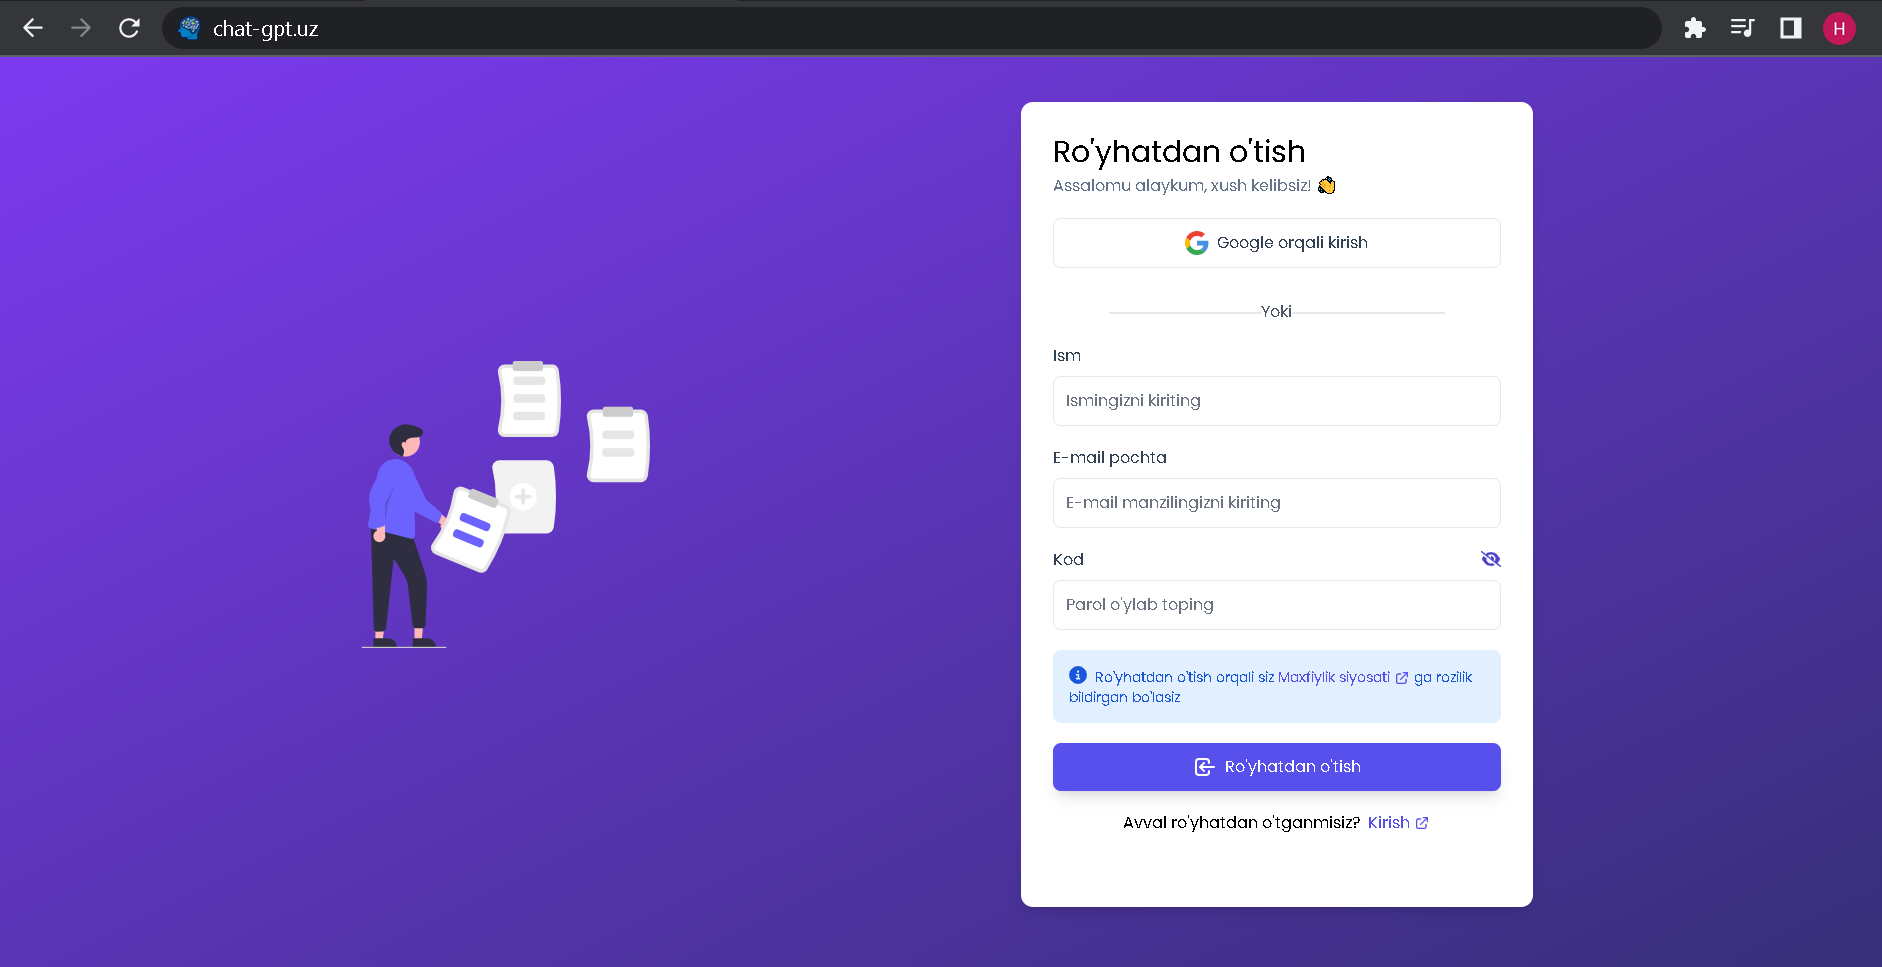 chat-gpt.uz
H
Ro'yhatdan o'tish
Assalomu alaykum, xush kelibsiz! 👏
Google orqali kirish
Yoki
Ism
Ismingizni kiriting
E-mail pochta
E-mail manzilingizni kiriting
Kod
Parol o'ylab toping
Ro'yhatdan o'tish orqali siz Maxfiylik siyosati ga rozilik
bildirgan bo'lasiz
Ro'yhatdan o'tish
Avval ro'yhatdan o'tganmisiz? Kirish